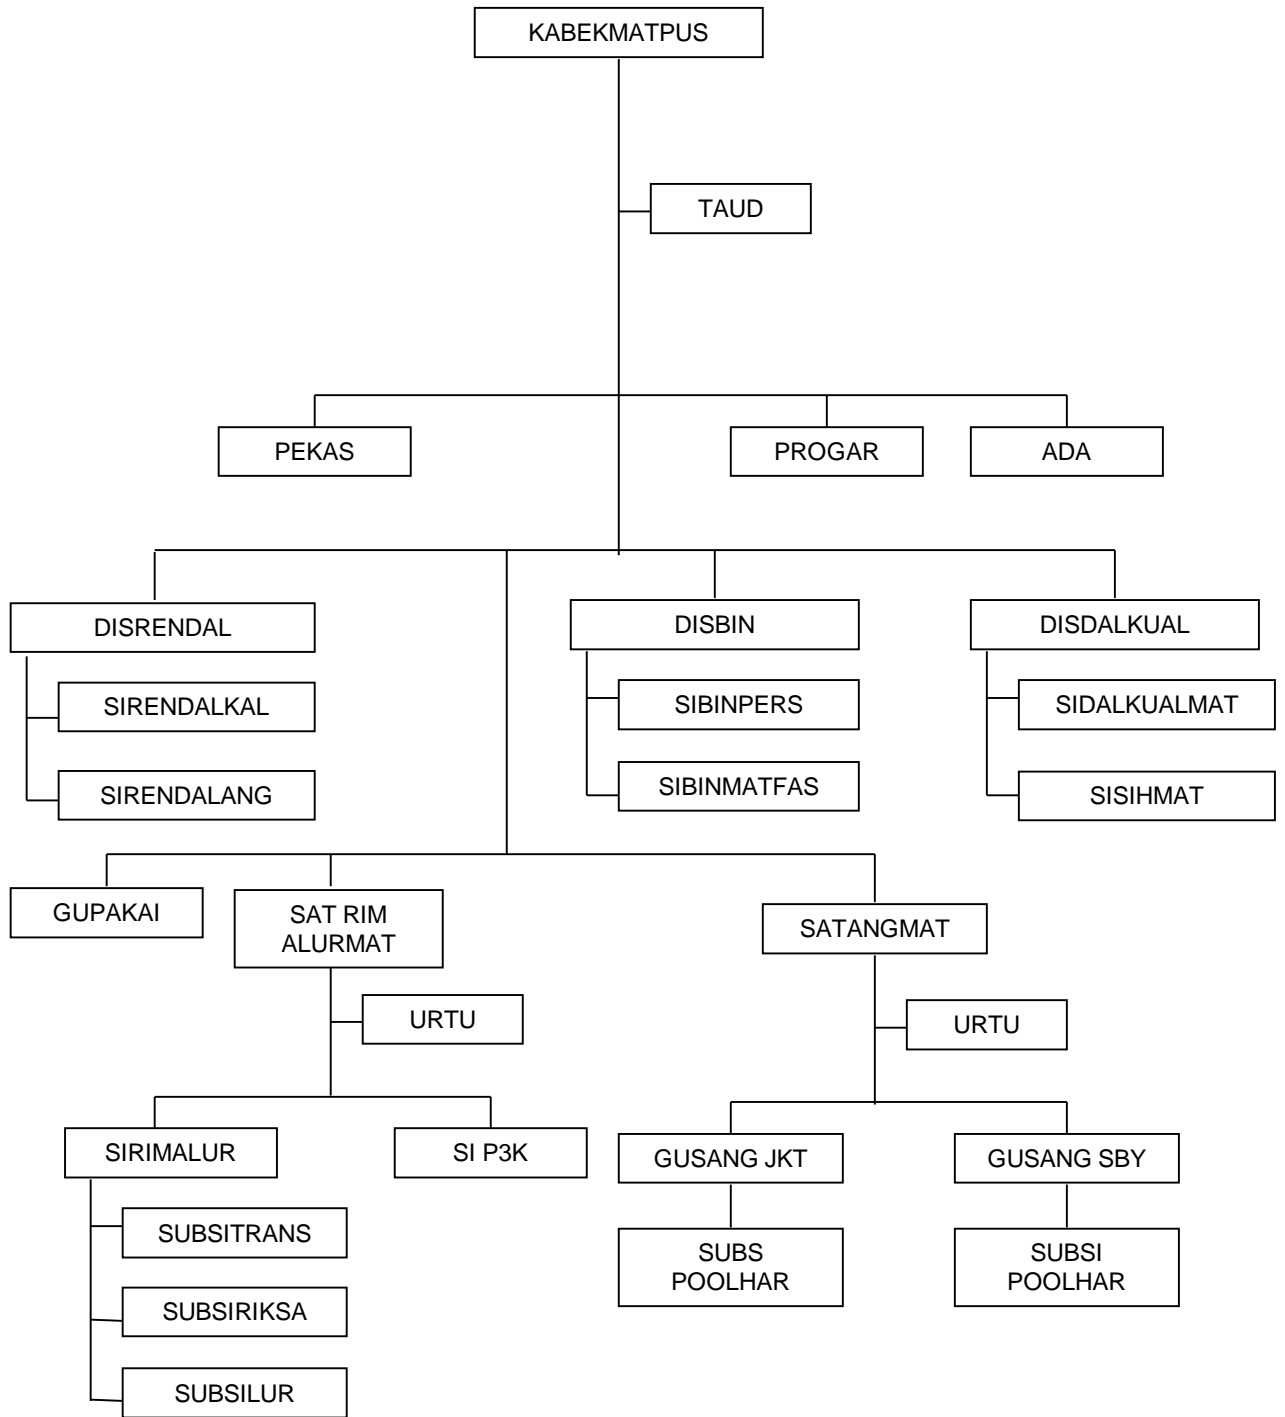 KABEKMATPUS
TAUD
PEKAS
PROGAR
ADA
DISRENDAL
DISBIN
DISDALKUAL
SIRENDALKAL
SIBINPERS
SIDALKUALMAT
SIRENDALANG
SIBINMATFAS
SISIHMAT
GUPAKAI
SAT RIM
ALURMAT
SATANGMAT
URTU
URTU
SIRIMALUR
SI P3K
GUSANG JKT
GUSANG SBY
SUBSITRANS
SUBS
POOLHAR
SUBSI
POOLHAR
SUBSIRIKSA
SUBSILUR